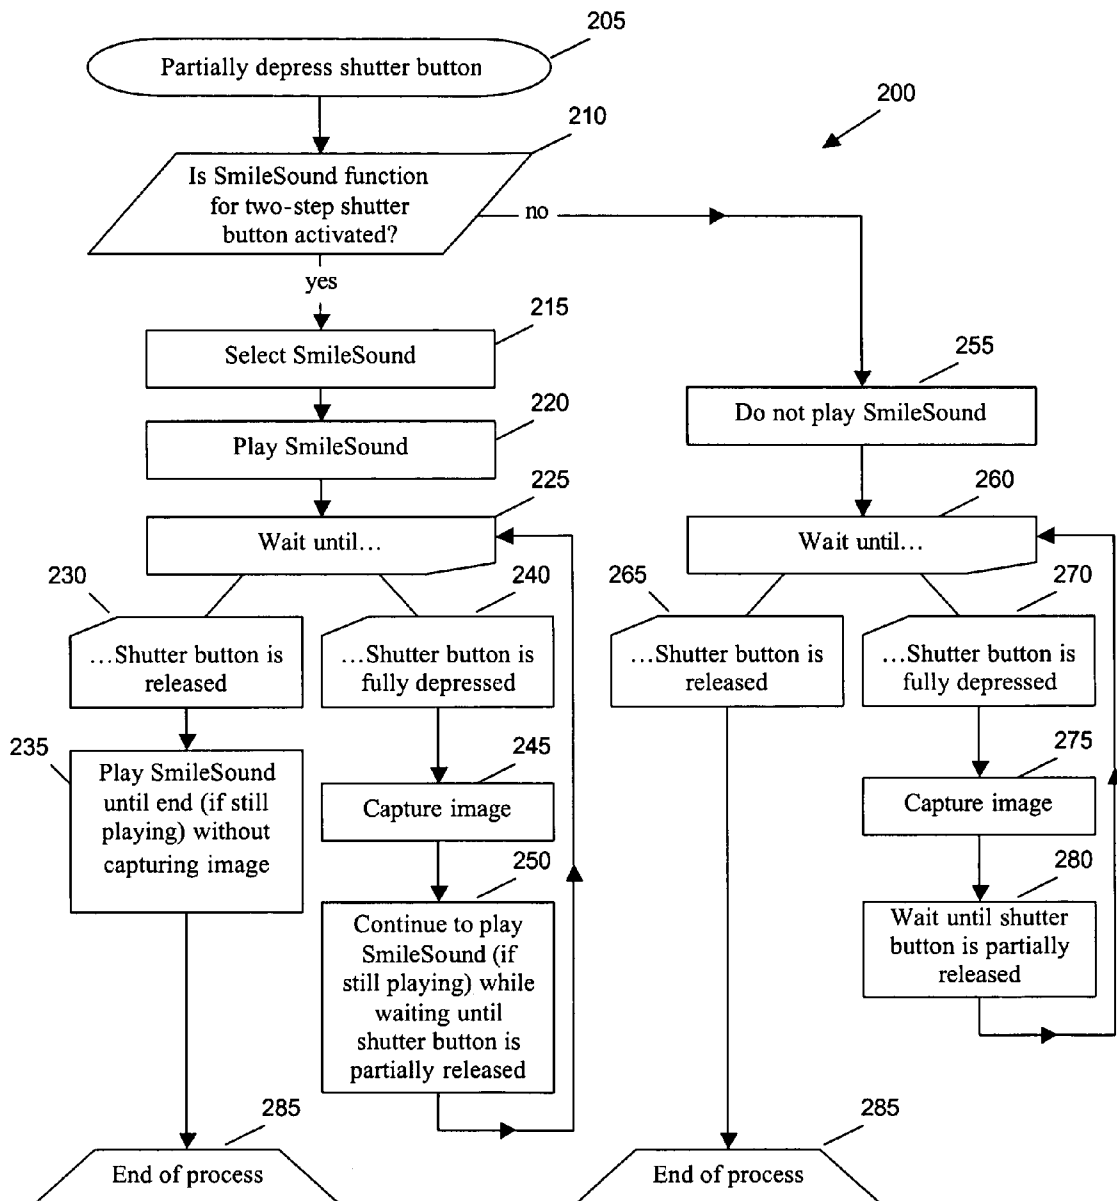 205
Partially depress shutter button
200
210
Is SmileSound function
for two-step shutter
button activated?
no
yes
215
Select SmileSound
255
Do not play SmileSound
220
Play SmileSound
225
Wait until...
260
Wait until...
230
...Shutter button is
released
240
...Shutter button is
fully depressed
265
...Shutter button is
released
270
...Shutter button is
fully depressed
235
Play SmileSound
until end (if still
playing) without
capturing image
245
Capture image
275
Capture image
250
Continue to play
SmileSound (if
still playing) while
waiting until
shutter button is
partially released
280
Wait until shutter
button is partially
released
285
End of process
285
End of process